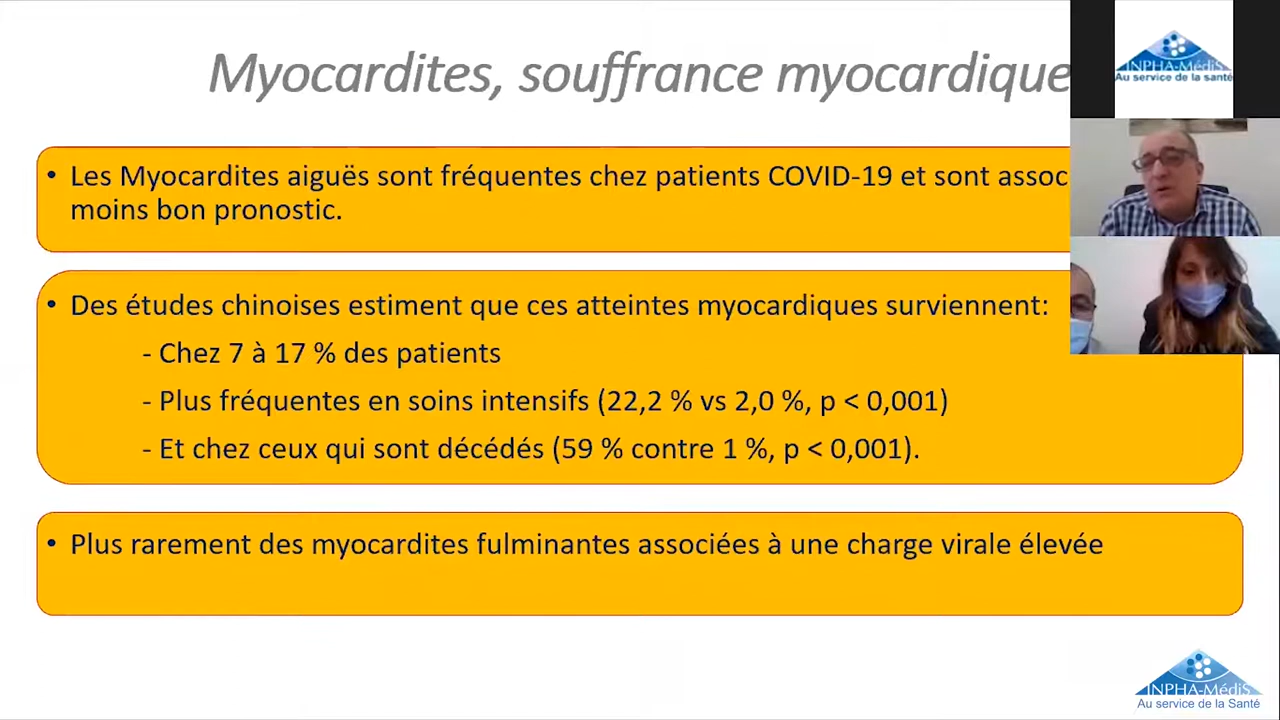 Myocardites, souffrance myocardique
• Les Myocardites aiguës sont fréquentes chez patients COVID-19 et sont assoc
moins bon pronostic.
• Des études chinoises estiment que ces atteintes myocardiques surviennent:
- Chez 7 à 17 % des patients
- Plus fréquentes en soins intensifs (22,2 % vs 2,0 %, p < 0,001)
- Et chez ceux qui sont décédés (59 % contre 1 %, p < 0,001).
• Plus rarement des myocardites fulminantes associées à une charge virale élevée
INPHA-MédiS
Au service de la santé
INPHA-MédiS
Au service de la Santé